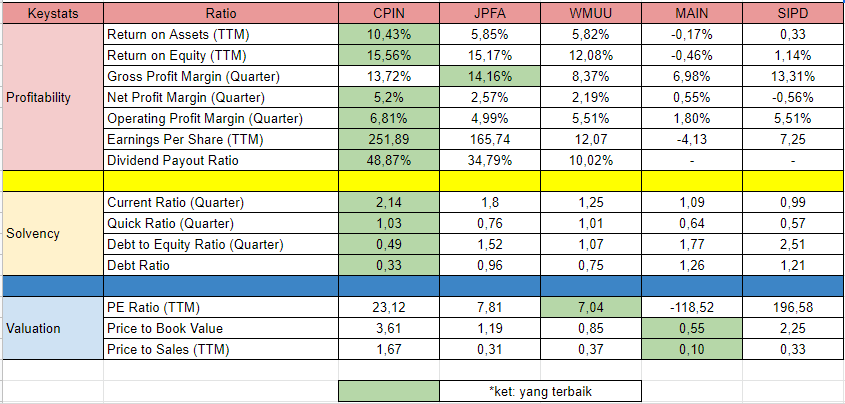 Keystats Ratio CPIN JPFA WMUU MAIN SIPD
Return on Assets (TTM) 10,43% 5,85% 5,82% -0,17% 0,33
Return on Equity (TTM) 15,56% 15,17% 12,08% -0,46% 1,14%
Gross Profit Margin (Quarter) 13,72% 14,16% 8,37% 6,98% 13,31%
Profitability Net Profit Margin (Quarter) 5,2% 2,57% 2,19% 0,55% -0,56%
Operating Profit Margin (Quarter) 6,81% 4,99% 5,51% 1,80% 5,51%
Earnings Per Share (TTM) 251,89 165,74 12,07 -4,13 7,25
Dividend Payout Ratio 48,87% 34,79% 10,02% - -
Current Ratio (Quarter) 2,14 1,8 1,25 1,09 0,99
Quick Ratio (Quarter) 1,03 0,76 1,01 0,64 0,57
Solvency
Debt to Equity Ratio (Quarter) 0,49 1,52 1,07 1,77 2,51
Debt Ratio 0,33 0,96 0,75 1,26 1,21
PE Ratio (TTM) 23,12 7,81 7,04 -118,52 196,58
Valuation Price to Book Value 3,61 1,19 0,85 0,55 2,25
Price to Sales (TTM) 1,67 0,31 0,37 0,10 0,33
*ket: yang terbaik